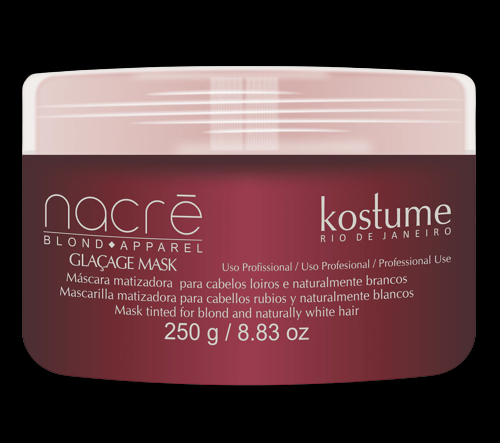 nacrē
BLOND◆APPAREL
GLAÇAGE MASK
kostume
RIO DE JANEIRO
Uso Profissional / Uso Profesional / Professional Use
Máscara matizadora para cabelos loiros e naturalmente brancos
Mascarilla matizadora para cabellos rubios y naturalmente blancos
Mask tinted for blond and naturally white hair
250 g / 8.83 oz